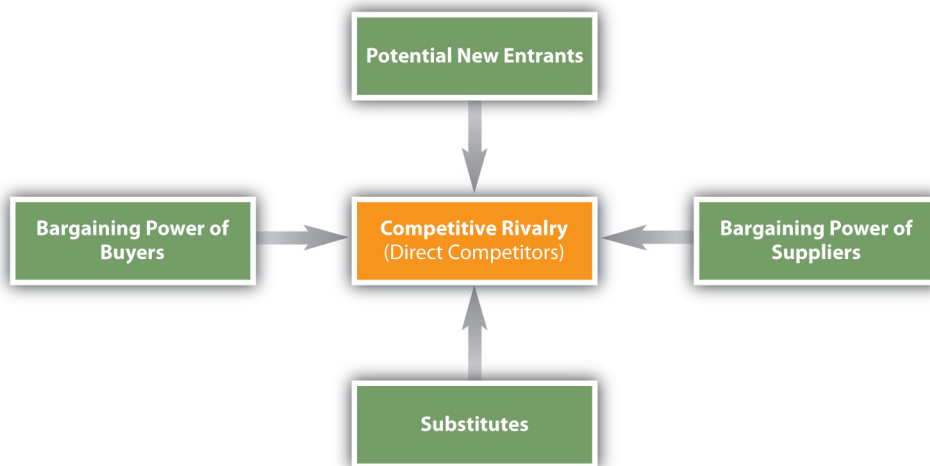 Potential New Entrants
Bargaining Power of
Buyers
Competitive Rivalry
(Direct Competitors)
Bargaining Power of
Suppliers
Substitutes